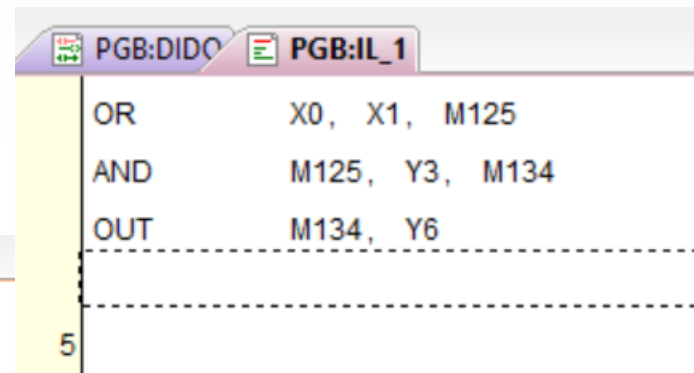 PGB:DIDO PGB:IL_1
OR X0, X1, M125
AND M125, Y3, M134
OUT M134, Y6
5